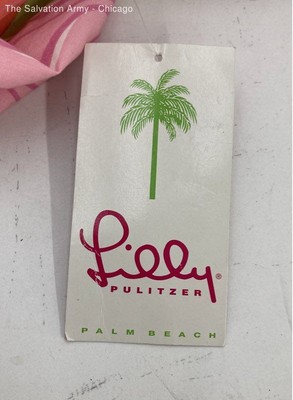 The Salvation Army - Chicago
Lilly®
PULITZER
PALM BEACH